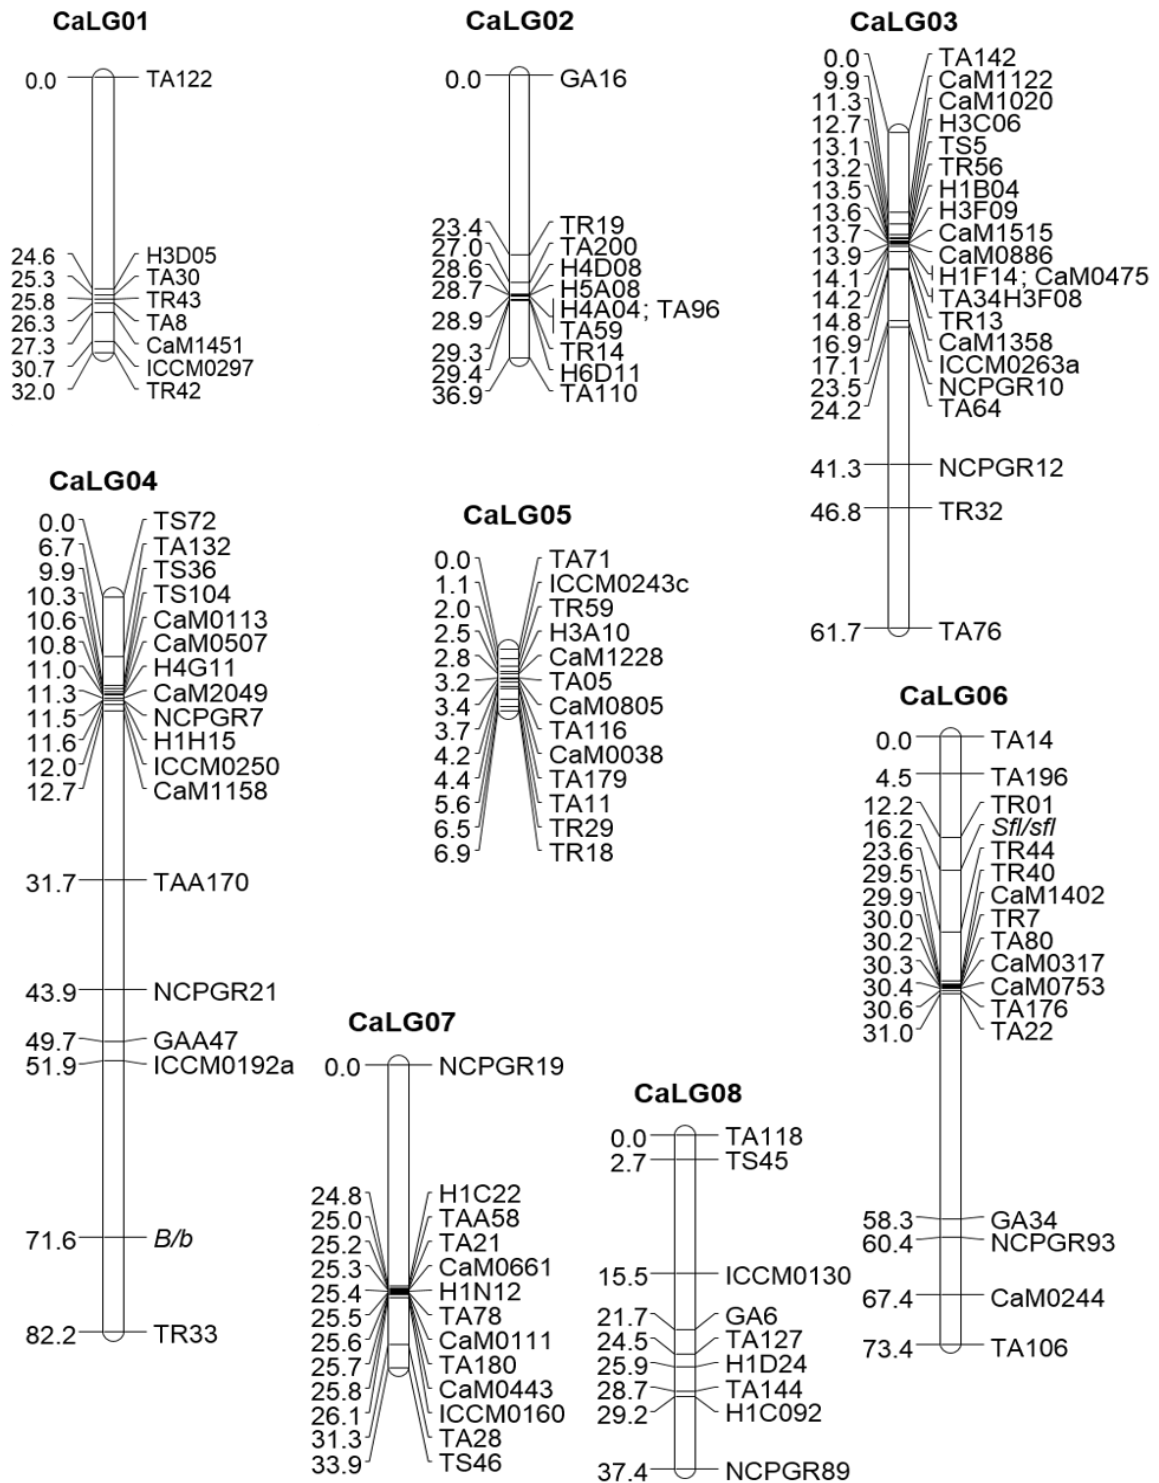 CaLG01
0.0 TA122
24.6 H3D05
25.3 TA30
25.8 TR43
26.3 TA8
27.3 CaM1451
30.7 ICCM0297
32.0 TR42
CaLG02
0.0 GA16
23.4 TR19
27.0 TA200
28.6 H4D08
28.7 H5A08
28.9 H4A04; TA96
TA59
29.3 TR14
29.4 H6D11
36.9 TA110
CaLG03
0.0 TA142
9.9 CaM1122
11.3 CaM1020
12.7 H3C06
13.1 TS5
13.2 TR56
13.5 H1B04
13.6 H3F09
13.7 CaM1515
13.9 CaM0886
14.1 H1F14; CaM0475
14.2 TA34H3F08
14.8 TR13
16.9 CaM1358
17.1 ICCM0263a
23.5 NCPGR10
24.2 TA64
41.3 NCPGR12
46.8 TR32
61.7 TA76
CaLG04
0.0 TS72
6.7 TA132
9.9 TS36
10.3 TS104
10.6 CaM0113
10.8 CaM0507
11.0 H4G11
11.3 CaM2049
11.5 NCPGR7
11.6 H1H15
12.0 ICCM0250
12.7 CaM1158
31.7 TAA170
43.9 NCPGR21
49.7 GAA47
51.9 ICCM0192a
71.6 B/b
82.2 TR33
CaLG05
0.0 TA71
1.1 ICCM0243c
2.0 TR59
2.5 H3A10
2.8 CaM1228
3.2 TA05
3.4 CaM0805
3.7 TA116
4.2 CaM0038
4.4 TA179
5.6 TA11
6.5 TR29
6.9 TR18
CaLG06
0.0 TA14
4.5 TA196
12.2 TR01
16.2 Sfl/sfl
23.6 TR44
29.5 TR40
29.9 CaM1402
30.0 TR7
30.2 TA80
30.3 CaM0317
30.4 CaM0753
30.6 TA176
31.0 TA22
58.3 GA34
60.4 NCPGR93
67.4 CaM0244
73.4 TA106
CaLG07
0.0 NCPGR19
24.8 H1C22
25.0 TAA58
25.2 TA21
25.3 CaM0661
25.4 H1N12
25.5 TA78
25.6 CaM0111
25.7 TA180
25.8 CaM0443
26.1 ICCM0160
31.3 TA28
33.9 TS46
CaLG08
0.0 TA118
2.7 TS45
15.5 ICCM0130
21.7 GA6
24.5 TA127
25.9 H1D24
28.7 TA144
29.2 H1C092
37.4 NCPGR89